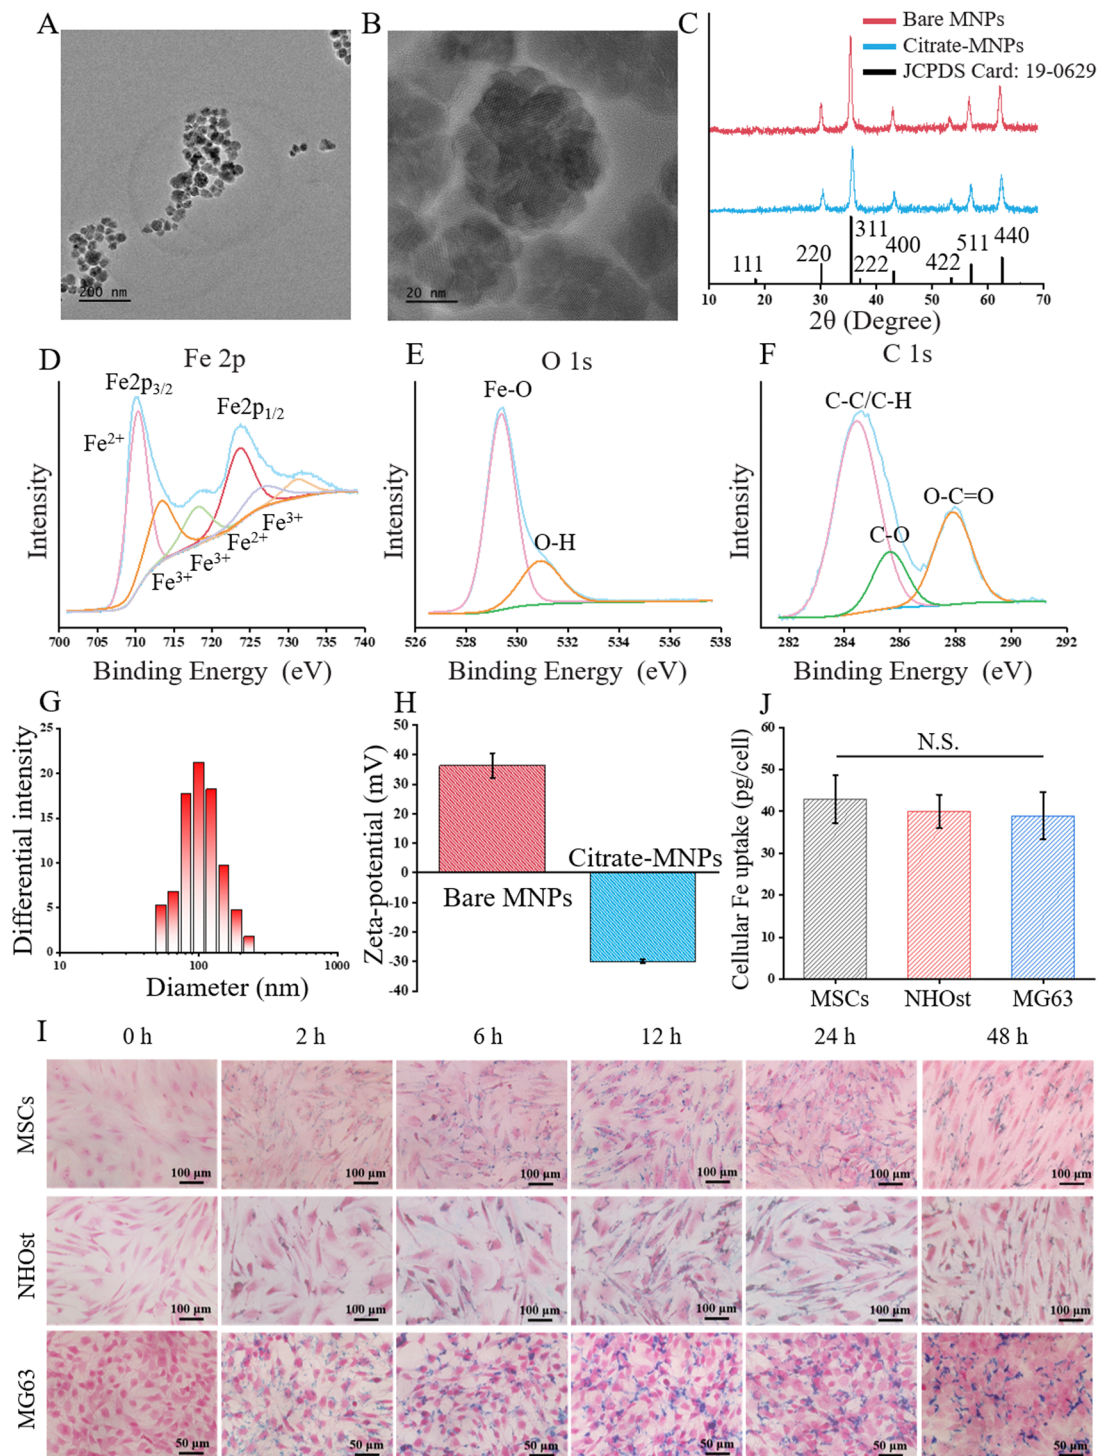 A
200 nm
B
20 nm
C
Bare MNPs
Citrate-MNPs
JCPDS Card: 19-0629
111
220
311
222
400
422
511
440
10 20 30 40 50 60 70
2θ (Degree)
D
Fe 2p
Fe2p3/2
Fe2p1/2
Fe2+
Fe3+
Fe3+
Fe2+
Fe3+
Intensity
700 705 710 715 720 725 730 735 740
Binding Energy (eV)
E
O 1s
Fe-O
O-H
Intensity
526 528 530 532 534 536 538
Binding Energy (eV)
F
C 1s
C-C/C-H
C-O
O-C=O
Intensity
282 284 286 288 290 292
Binding Energy (eV)
G
Differential intensity
25
20
15
10
5
0
10 100 1000
Diameter (nm)
H
Zeta-potential (mV)
50
40
30
20
10
0
-10
-20
-30
-40
Bare MNPs
Citrate-MNPs
J
Cellular Fe uptake (pg/cell)
60
50
40
30
20
10
0
N.S.
MSCs NHOst MG63
I
0 h 2 h 6 h 12 h 24 h 48 h
MSCs
100 µm 100 µm 100 µm 100 µm 100 µm 100 µm
NHOst
100 µm 100 µm 100 µm 100 µm 100 µm 100 µm
MG63
50 µm 50 µm 50 µm 50 µm 50 µm 50 µm